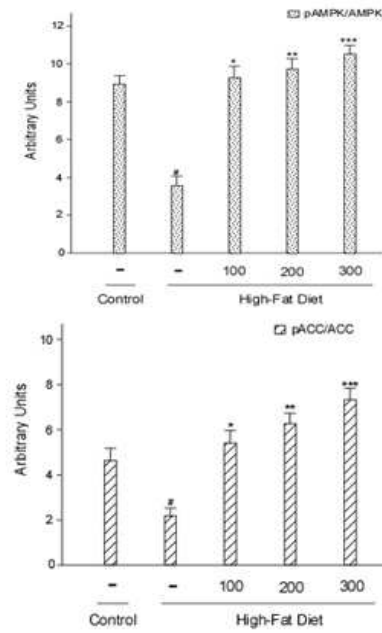 pAMPK/AMPK
12
10
8
6
4
2
0
Arbitrary Units
#
*
**
***
– – 100 200 300
Control High-Fat Diet
pACC/ACC
10
8
6
4
2
0
Arbitrary Units
#
*
**
***
– – 100 200 300
Control High-Fat Diet